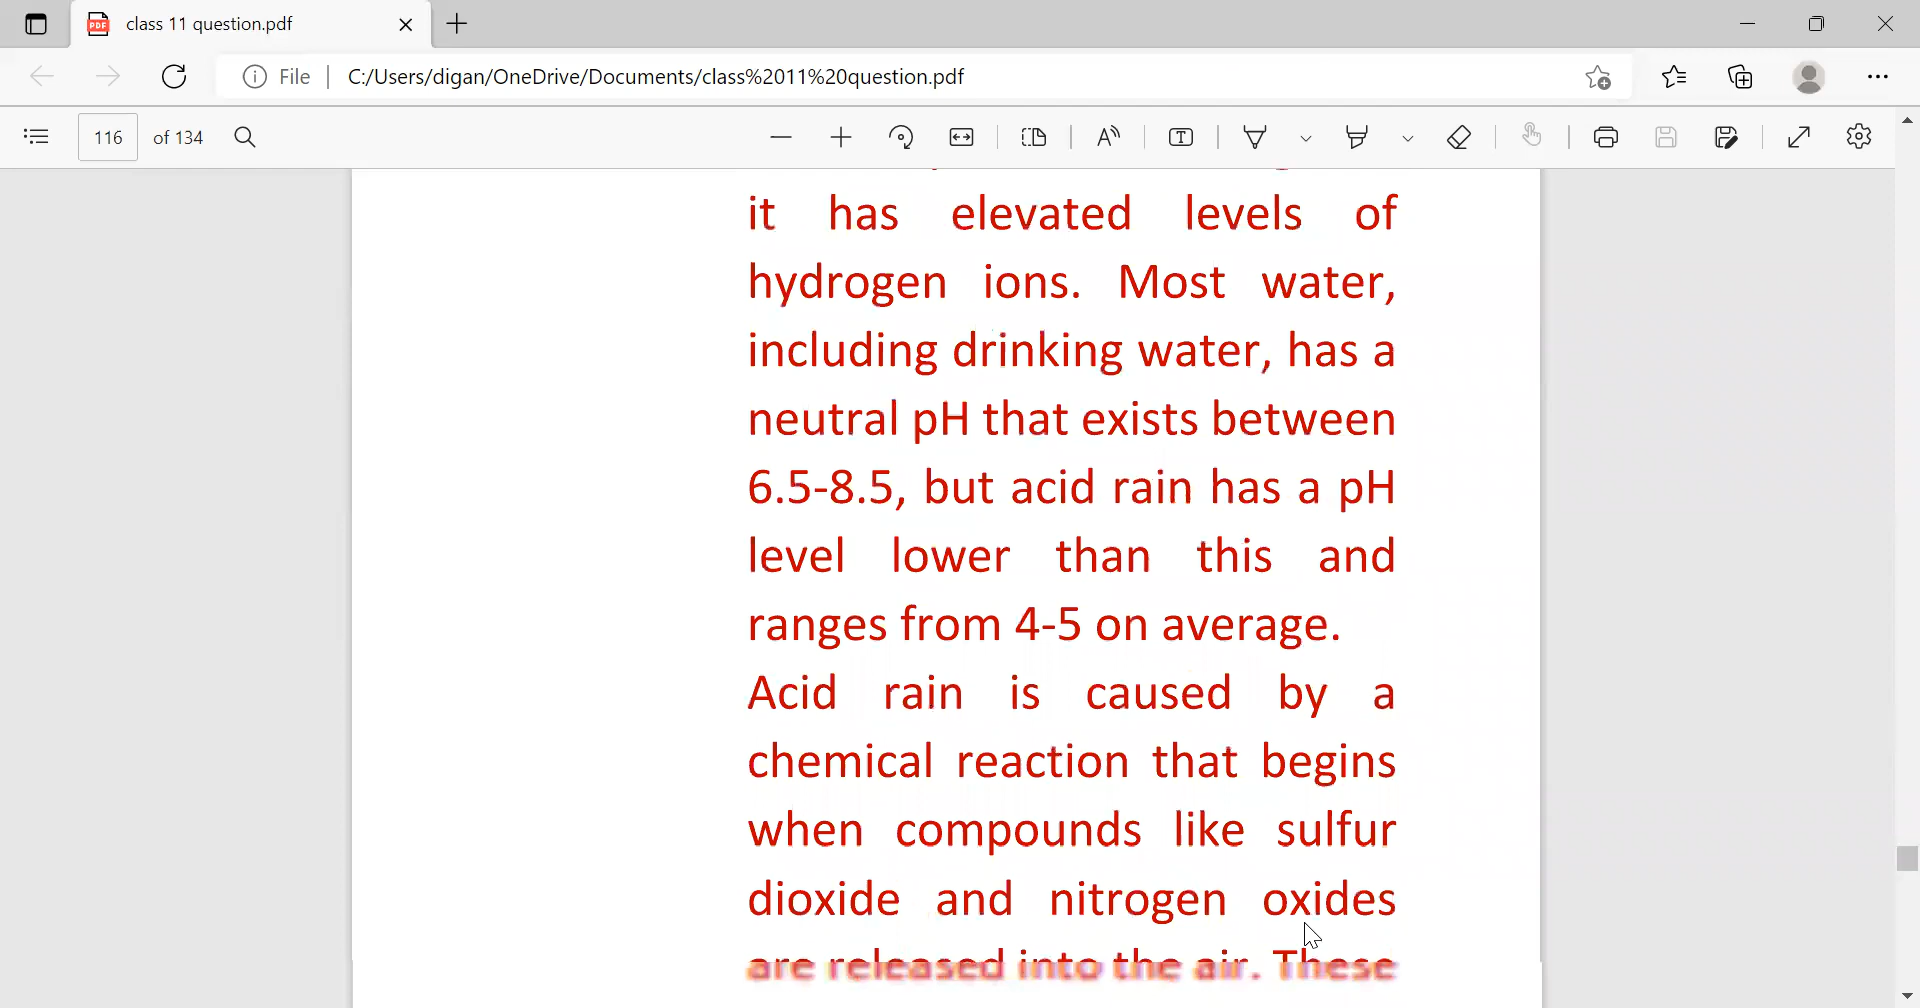 class 11 question.pdf
File
C:/Users/digan/OneDrive/Documents/class%2011%20question.pdf
116 of 134
it has elevated levels of
hydrogen ions. Most water,
including drinking water, has a
neutral pH that exists between
6.5-8.5, but acid rain has a pH
level lower than this and
ranges from 4-5 on average.
Acid rain is caused by a
chemical reaction that begins
when compounds like sulfur
dioxide and nitrogen oxides
are released into the air. These